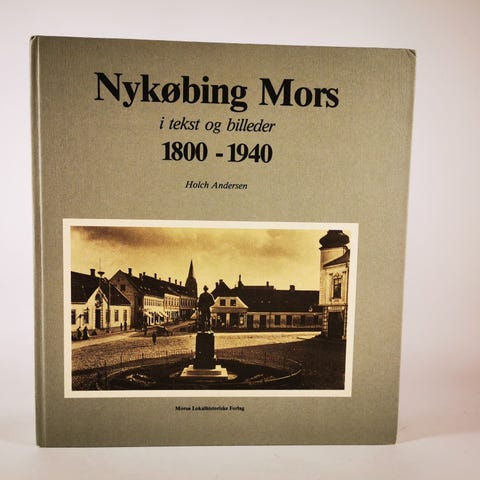 Nykøbing Mors
i tekst og billeder
1800 - 1940
Holch Andersen
Morsø Lokalhistoriske Forlag